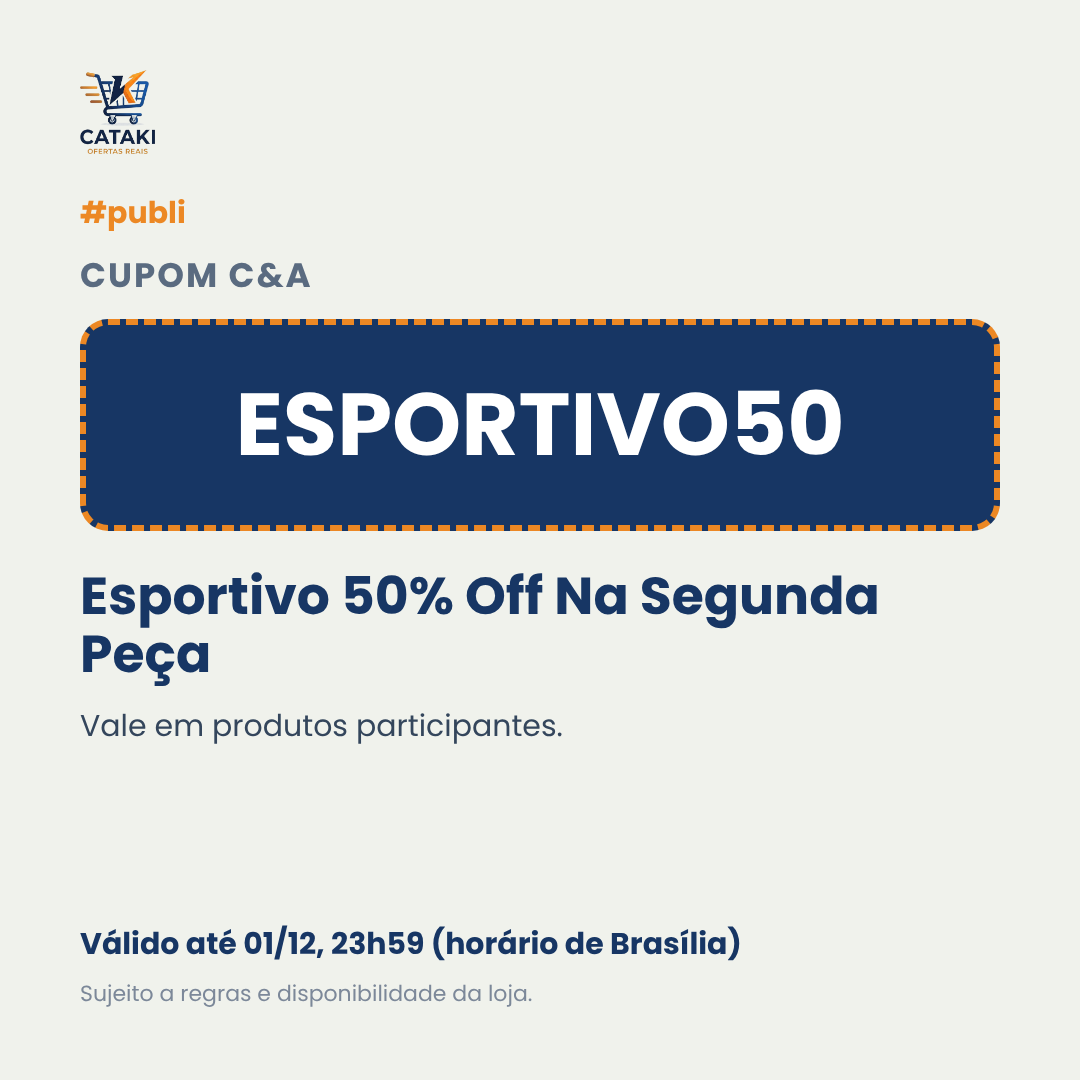 CATAKI
OFERTAS REAIS
#publi
CUPOM C&A
ESPORTIVO50
Esportivo 50% Off Na Segunda
Peça
Vale em produtos participantes.
Válido até 01/12, 23h59 (horário de Brasília)
Sujeito a regras e disponibilidade da loja.